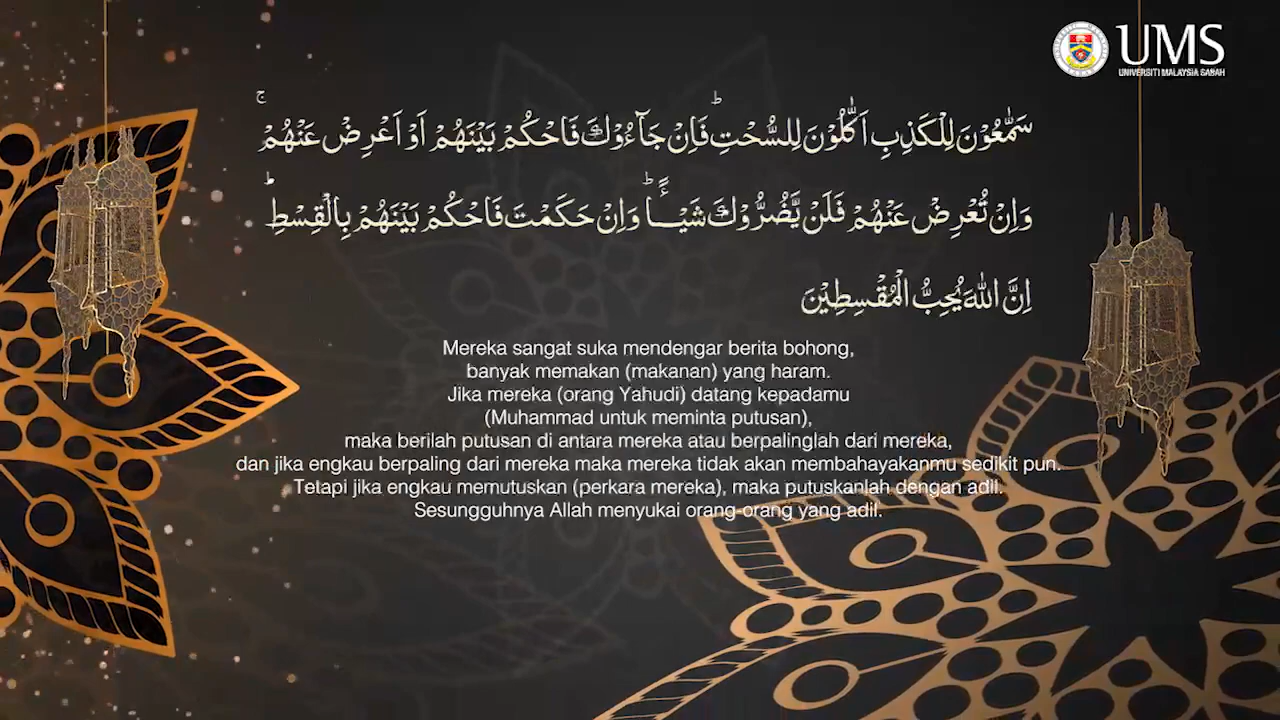 UMS
UNIVERSITI MALAYSIA SABAH
سَمّٰعُوْنَ لِلْكَذِبِ اَكّٰلُوْنَ لِلسُّحْتِۗ فَاِنْ جَاۤءُوْكَ فَاحْكُمْ بَيْنَهُمْ اَوْ اَعْرِضْ عَنْهُمْۚ
وَاِنْ تُعْرِضْ عَنْهُمْ فَلَنْ يَّضُرُّوْكَ شَيْـًٔاۗ وَاِنْ حَكَمْتَ فَاحْكُمْ بَيْنَهُمْ بِالْقِسْطِۗ
اِنَّ اللّٰهَ يُحِبُّ الْمُقْسِطِيْنَ
Mereka sangat suka mendengar berita bohong,
banyak memakan (makanan) yang haram.
Jika mereka (orang Yahudi) datang kepadamu
(Muhammad untuk meminta putusan),
maka berilah putusan di antara mereka atau berpalinglah dari mereka,
dan jika engkau berpaling dari mereka maka mereka tidak akan membahayakanmu sedikit pun.
Tetapi jika engkau memutuskan (perkara mereka), maka putuskanlah dengan adil.
Sesungguhnya Allah menyukai orang-orang yang adil.